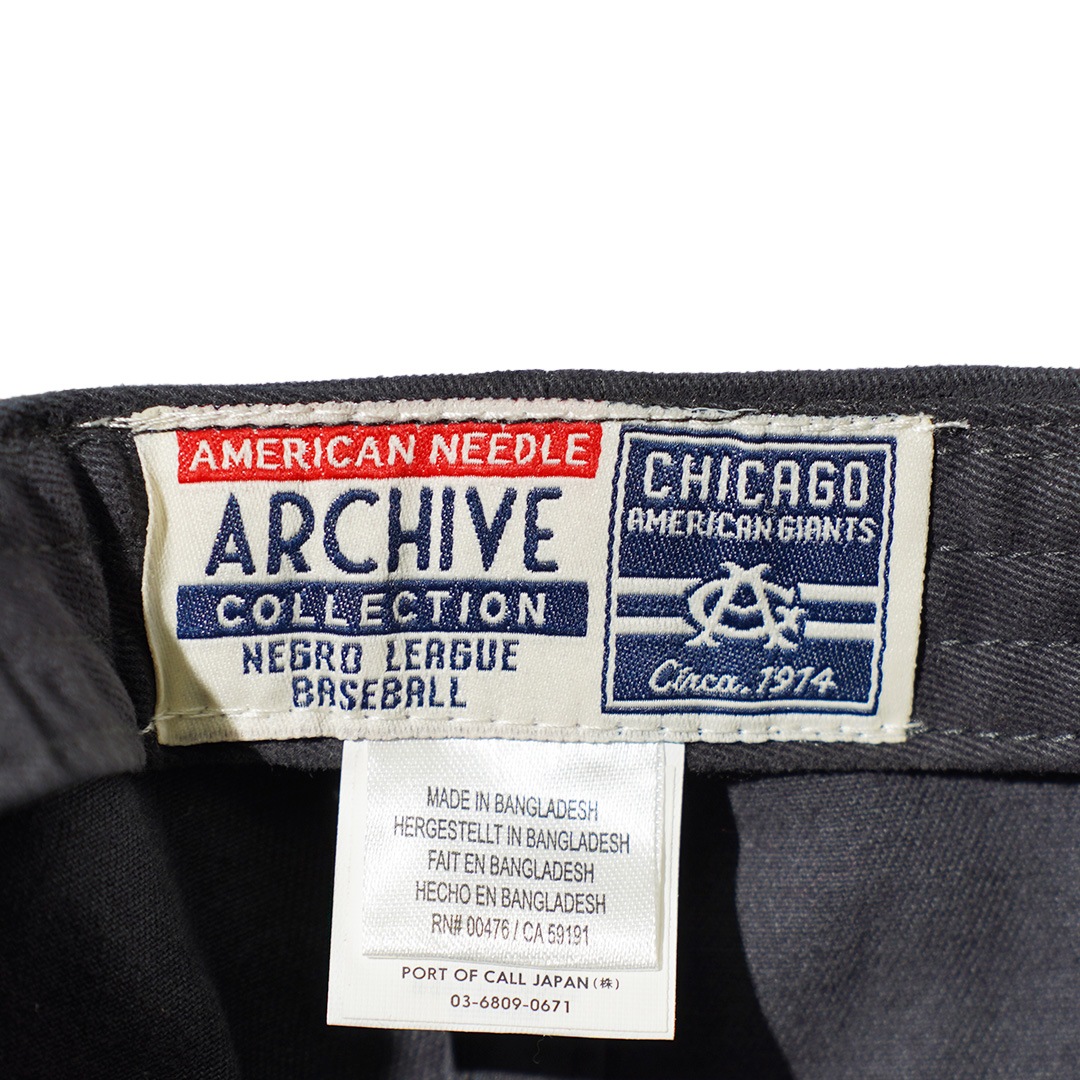 AMERICAN NEEDLE
ARCHIVE
COLLECTION
NEGRO LEAGUE
BASEBALL
CHICAGO
AMERICAN GIANTS
CAG
Circa. 1914
MADE IN BANGLADESH
HERGESTELLT IN BANGLADESH
FAIT EN BANGLADESH
HECHO EN BANGLADESH
RN# 00476 / CA 59191
PORT OF CALL JAPAN (株)
03-6809-0671